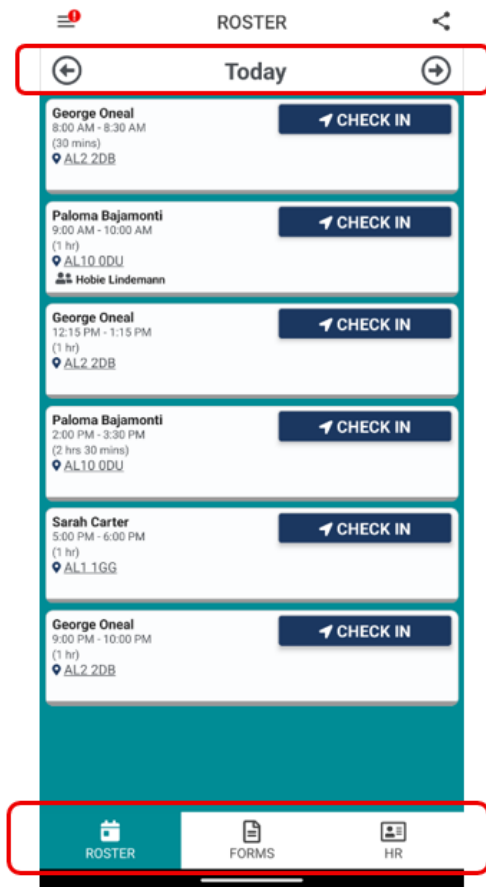 ROSTER
Today
George Oneal
CHECK IN
8:00 AM - 8:30 AM
(30 mins)
AL2 2DB
Paloma Bajamonti
CHECK IN
9:00 AM - 10:00 AM
(1 hr)
AL10 0DU
Hobie Lindemann
George Oneal
CHECK IN
12:15 PM - 1:15 PM
(1 hr)
AL2 2DB
Paloma Bajamonti
CHECK IN
2:00 PM - 3:30 PM
(2 hrs 30 mins)
AL10 0DU
Sarah Carter
CHECK IN
5:00 PM - 6:00 PM
(1 hr)
AL1 1GG
George Oneal
CHECK IN
9:00 PM - 10:00 PM
(1 hr)
AL2 2DB
ROSTER FORMS HR